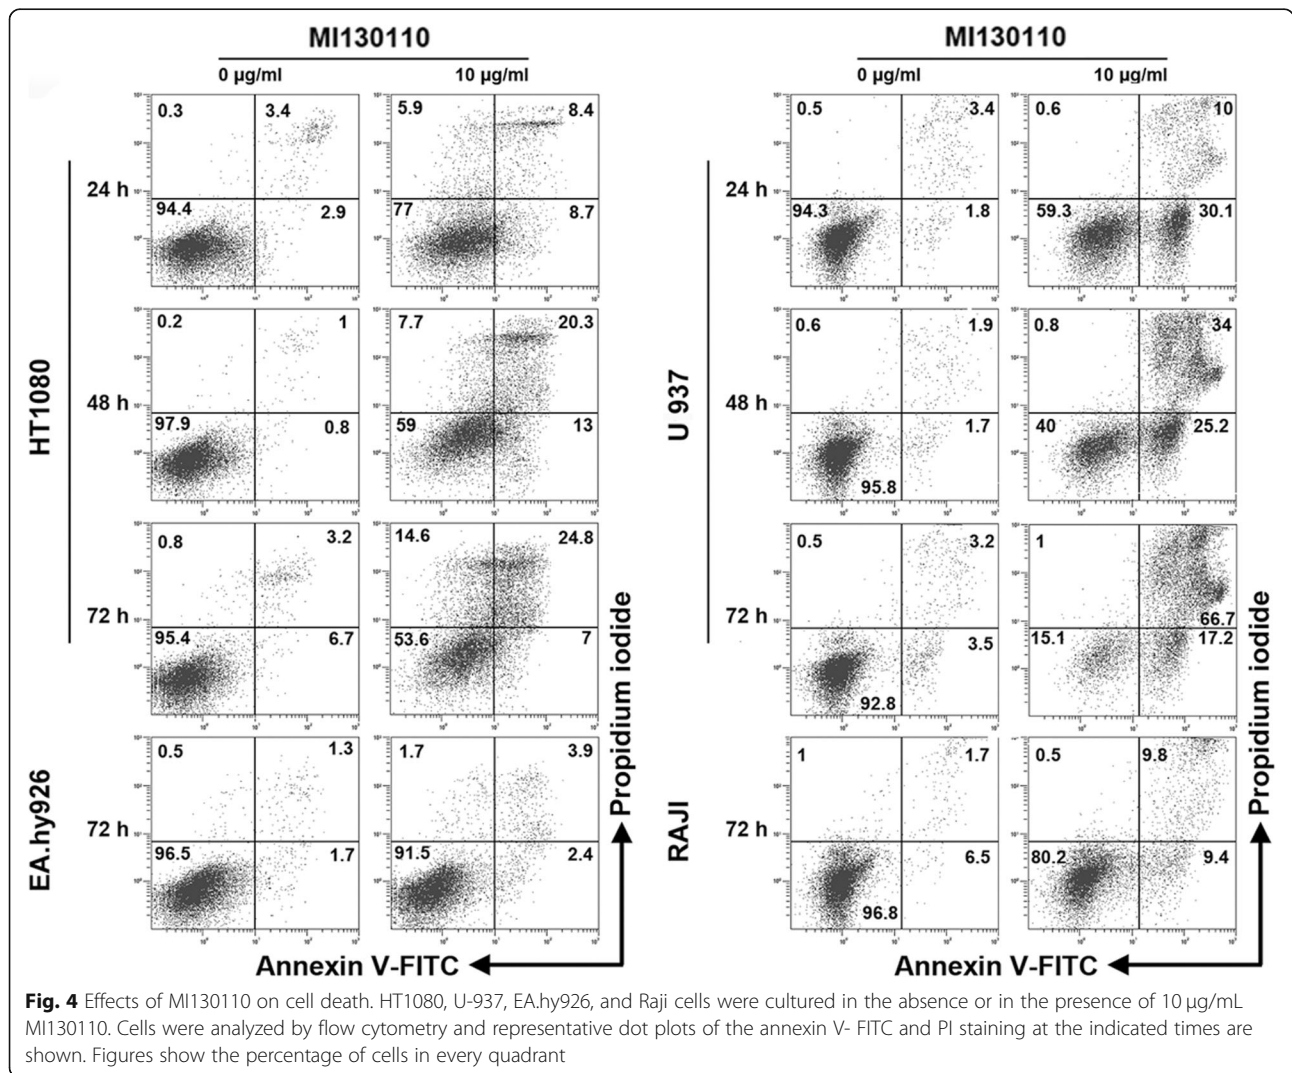 MI130110
0 µg/ml
10 µg/ml
HT1080
24 h
0.3
3.4
94.4
2.9
5.9
8.4
77
8.7
48 h
0.2
1
97.9
0.8
7.7
20.3
59
13
72 h
0.8
3.2
95.4
6.7
14.6
24.8
53.6
7
EA.hy926
72 h
0.5
1.3
96.5
1.7
1.7
3.9
91.5
2.4
Propidium iodide
Annexin V-FITC
MI130110
0 µg/ml
10 µg/ml
U 937
24 h
0.5
3.4
94.3
1.8
0.6
10
59.3
30.1
48 h
0.6
1.9
1.7
95.8
0.8
34
40
25.2
72 h
0.5
3.2
3.5
92.8
1
66.7
15.1
17.2
RAJI
72 h
1
1.7
6.5
96.8
0.5
9.8
80.2
9.4
Propidium iodide
Annexin V-FITC
Fig. 4 Effects of MI130110 on cell death. HT1080, U-937, EA.hy926, and Raji cells were cultured in the absence or in the presence of 10 µg/mL
MI130110. Cells were analyzed by flow cytometry and representative dot plots of the annexin V- FITC and PI staining at the indicated times are
shown. Figures show the percentage of cells in every quadrant